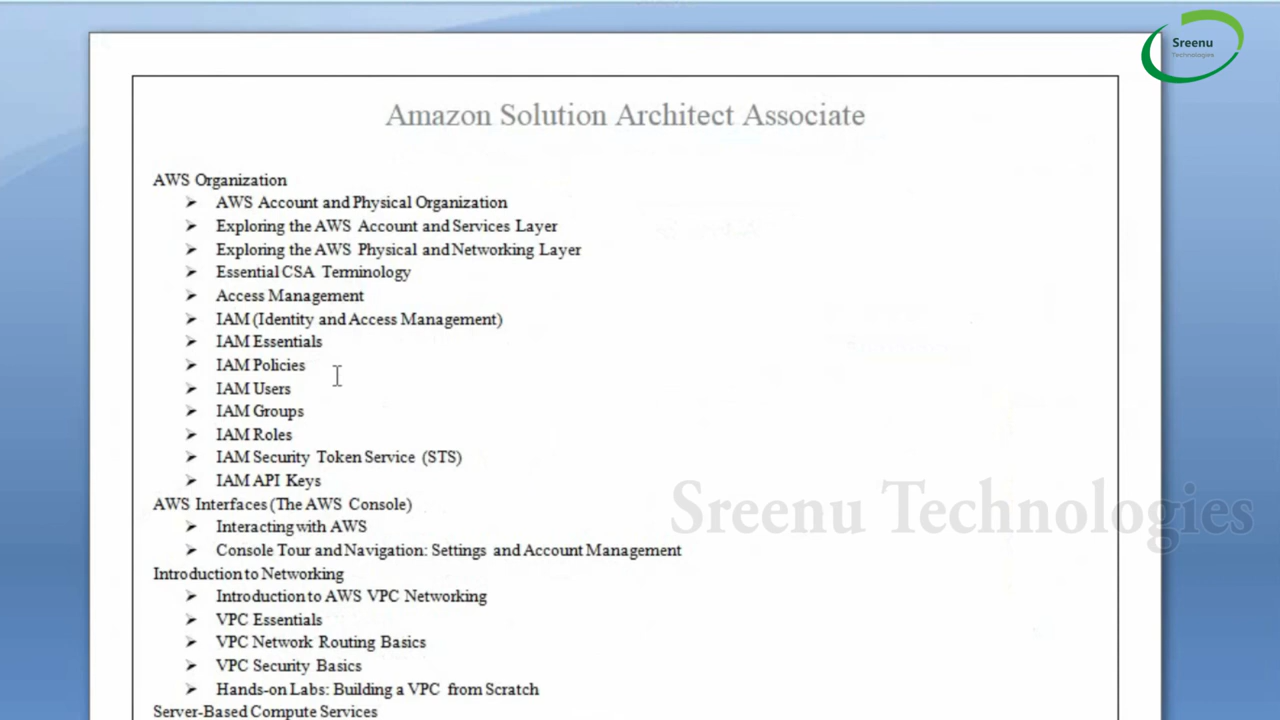 Sreenu
Technologies
Amazon Solution Architect Associate
AWS Organization
➢ AWS Account and Physical Organization
➢ Exploring the AWS Account and Services Layer
➢ Exploring the AWS Physical and Networking Layer
➢ Essential CSA Terminology
➢ Access Management
➢ IAM (Identity and Access Management)
➢ IAM Essentials
➢ IAM Policies
➢ IAM Users
➢ IAM Groups
➢ IAM Roles
➢ IAM Security Token Service (STS)
➢ IAM API Keys
AWS Interfaces (The AWS Console)
➢ Interacting with AWS
➢ Console Tour and Navigation: Settings and Account Management
Introduction to Networking
➢ Introduction to AWS VPC Networking
➢ VPC Essentials
➢ VPC Network Routing Basics
➢ VPC Security Basics
➢ Hands-on Labs: Building a VPC from Scratch
Server-Based Compute Services
Sreenu Technologies